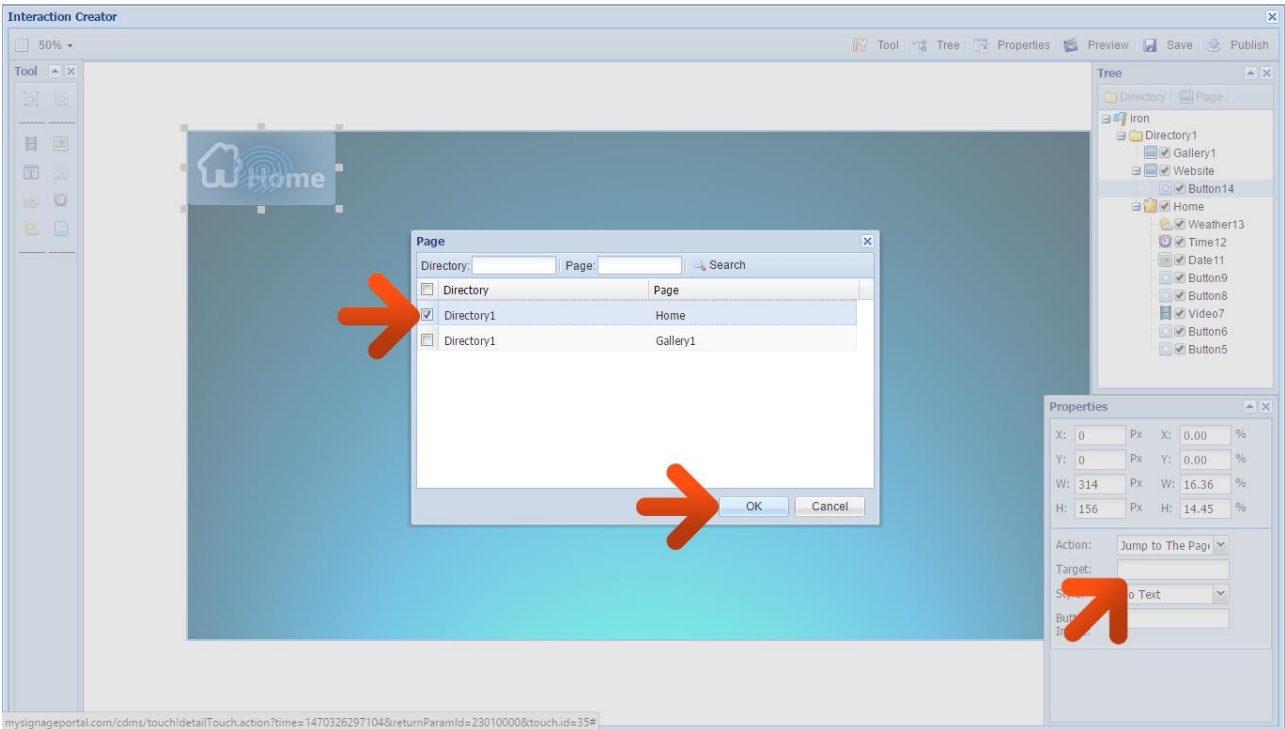 Interaction Creator
50% Tool Tree Properties Preview Save Publish
Tool
Tree
Directory Page
iron
Directory1
Gallery1
Website
Button14
Home
Weather13
Time12
Date11
Button9
Button8
Video7
Button6
Button5
Home
Page
Directory: Page: Search
Directory Page
Directory1 Home
Directory1 Gallery1
OK Cancel
Properties
X: 0 Px X: 0.00 %
Y: 0 Px Y: 0.00 %
W: 314 Px W: 16.36 %
H: 156 Px H: 14.45 %
Action: Jump to The Page
Target:
o Text
mysignageportal.com/cdms/touch!detailTouch.action?time=1470326297104&returnParamId=23010000&touch.id=35#